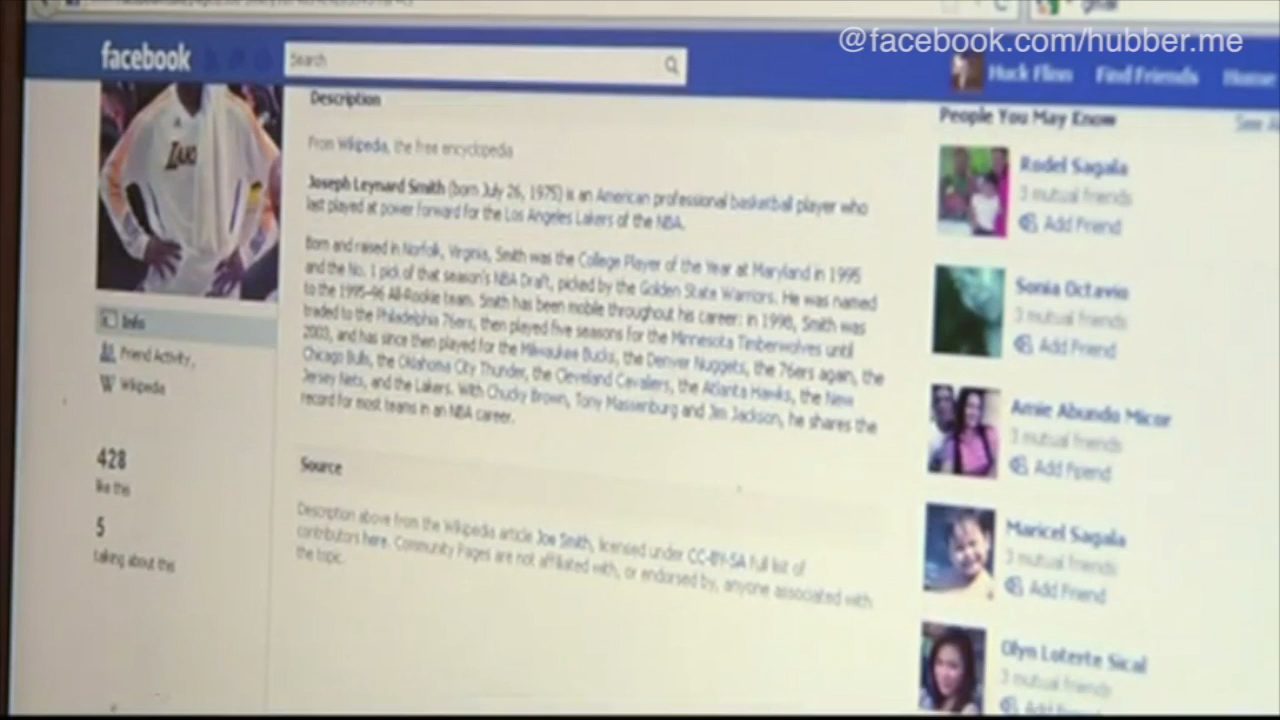 @facebook.com/hubber.me
facebook
Search
Huck Flinn Find Friends Home
LAKE
Description
From Wikipedia, the free encyclopedia
Joseph Leynard Smith (born July 26, 1975) is an American professional basketball player who
last played at power forward for the Los Angeles Lakers of the NBA.
Born and raised in Norfolk, Virginia, Smith was the College Player of the Year at Maryland in 1995
and the No. 1 pick of that season's NBA Draft, picked by the Golden State Warriors. He was named
to the 1995-96 All-Rookie team. Smith has been mobile throughout his career: in 1998, Smith was
traded to the Philadelphia 76ers, then played five seasons for the Minnesota Timberwolves until
2003, and has since then played for the Milwaukee Bucks, the Denver Nuggets, the 76ers again, the
Chicago Bulls, the Oklahoma City Thunder, the Cleveland Cavaliers, the Atlanta Hawks, the New
Jersey Nets, and the Lakers. With Chucky Brown, Tony Massenburg and Jim Jackson, he shares the
record for most teams in an NBA career.
Source
Description above from the Wikipedia article Joe Smith, licensed under CC-BY-SA full list of
contributors here. Community Pages are not affiliated with, or endorsed by, anyone associated with
the topic.
Info
Friend Activity
Wikipedia
428
like this
5
talking about this
People You May Know
See
Rodel Sagala
3 mutual friends
Add Friend
Sonia Octavio
3 mutual friends
Add Friend
Amie Abundo Micor
3 mutual friends
Add Friend
Maricel Sagala
3 mutual friends
Add Friend
Olyn Loterte Sical
3 mutual friends
Add Friend